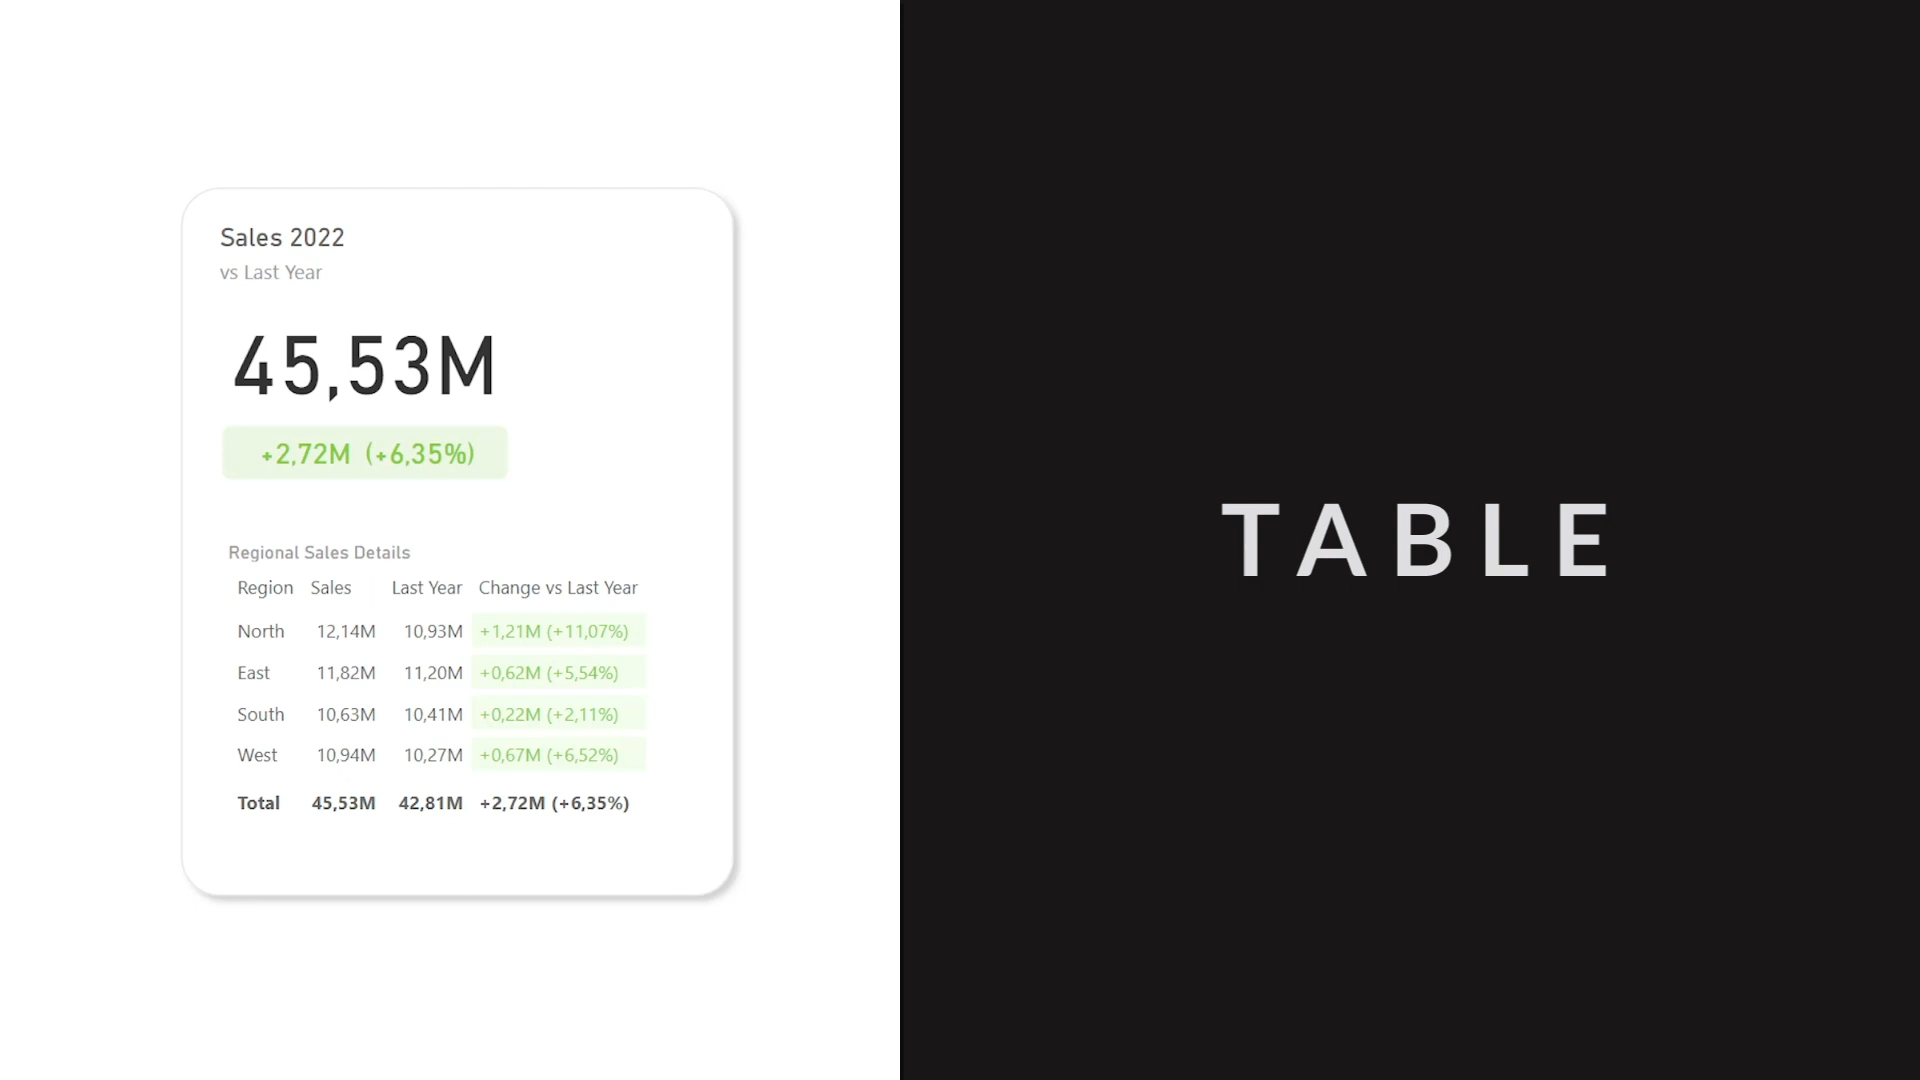 Sales 2022
vs Last Year
45,53M
+2,72M (+6,35%)
Regional Sales Details
Region Sales Last Year Change vs Last Year
North 12,14M 10,93M +1,21M (+11,07%)
East 11,82M 11,20M +0,62M (+5,54%)
South 10,63M 10,41M +0,22M (+2,11%)
West 10,94M 10,27M +0,67M (+6,52%)
Total 45,53M 42,81M +2,72M (+6,35%)
TABLE